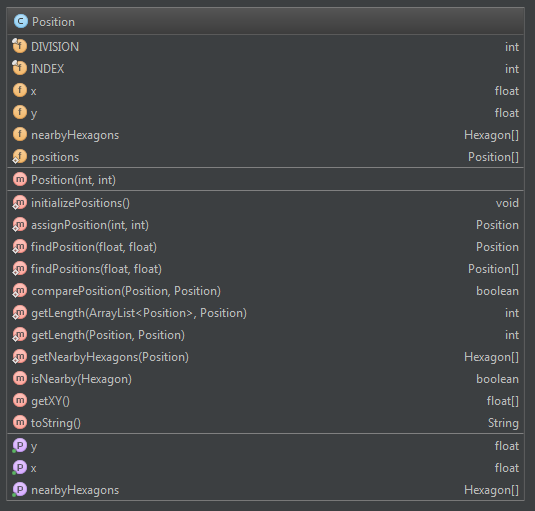 C Position
f DIVISION int
f INDEX int
f x float
f y float
f nearbyHexagons Hexagon[]
f positions Position[]
m Position(int, int)
m initializePositions() void
m assignPosition(int, int) Position
m findPosition(float, float) Position
m findPositions(float, float) Position[]
m comparePosition(Position, Position) boolean
m getLength(ArrayList<Position>, Position) int
m getLength(Position, Position) int
m getNearbyHexagons(Position) Hexagon[]
m isNearby(Hexagon) boolean
m getXY() float[]
m toString() String
P y float
P x float
P nearbyHexagons Hexagon[]